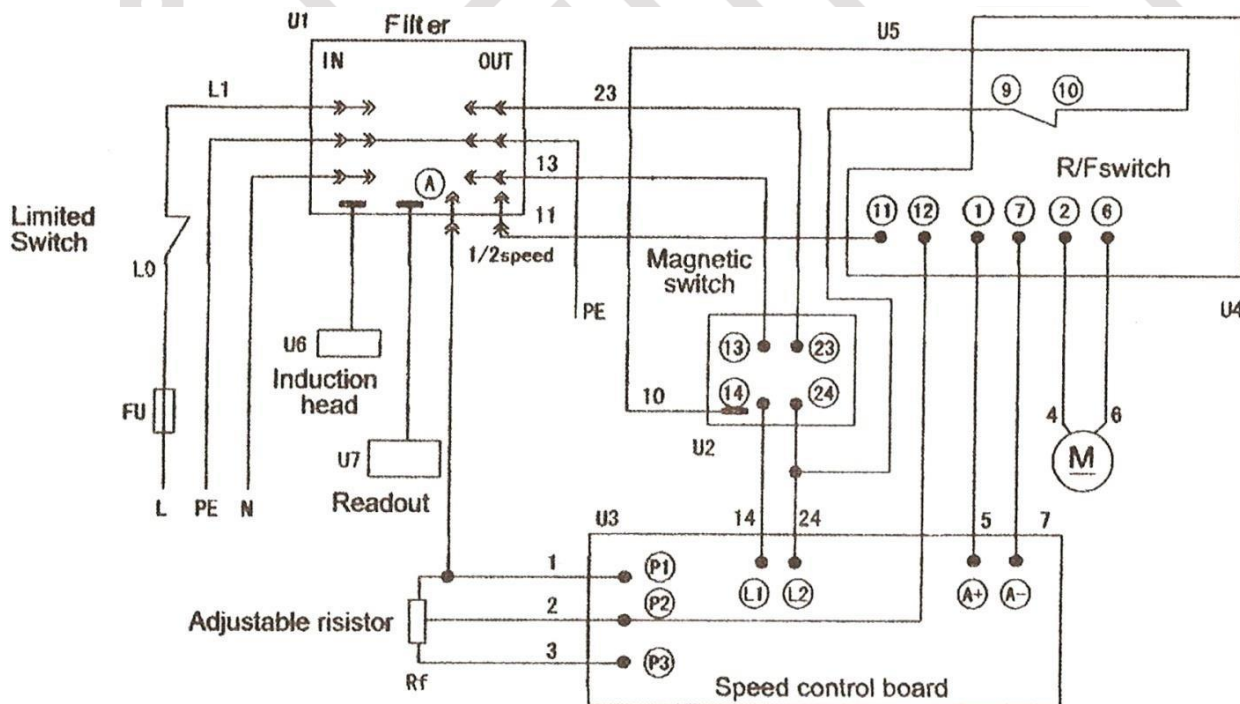 U1
Filter
U5
IN
OUT
L1
23
9
10
13
A
R/Fswitch
11
11
12
1
7
2
6
Limited
Switch
1/2speed
Magnetic
switch
L0
PE
U4
U6
13
23
Induction
head
14
24
10
FU
4
6
U7
U2
M
Readout
L
PE
N
U3
14
24
5
7
1
P1
L1
L2
A+
A-
2
P2
Adjustable risistor
3
P3
Rf
Speed control board